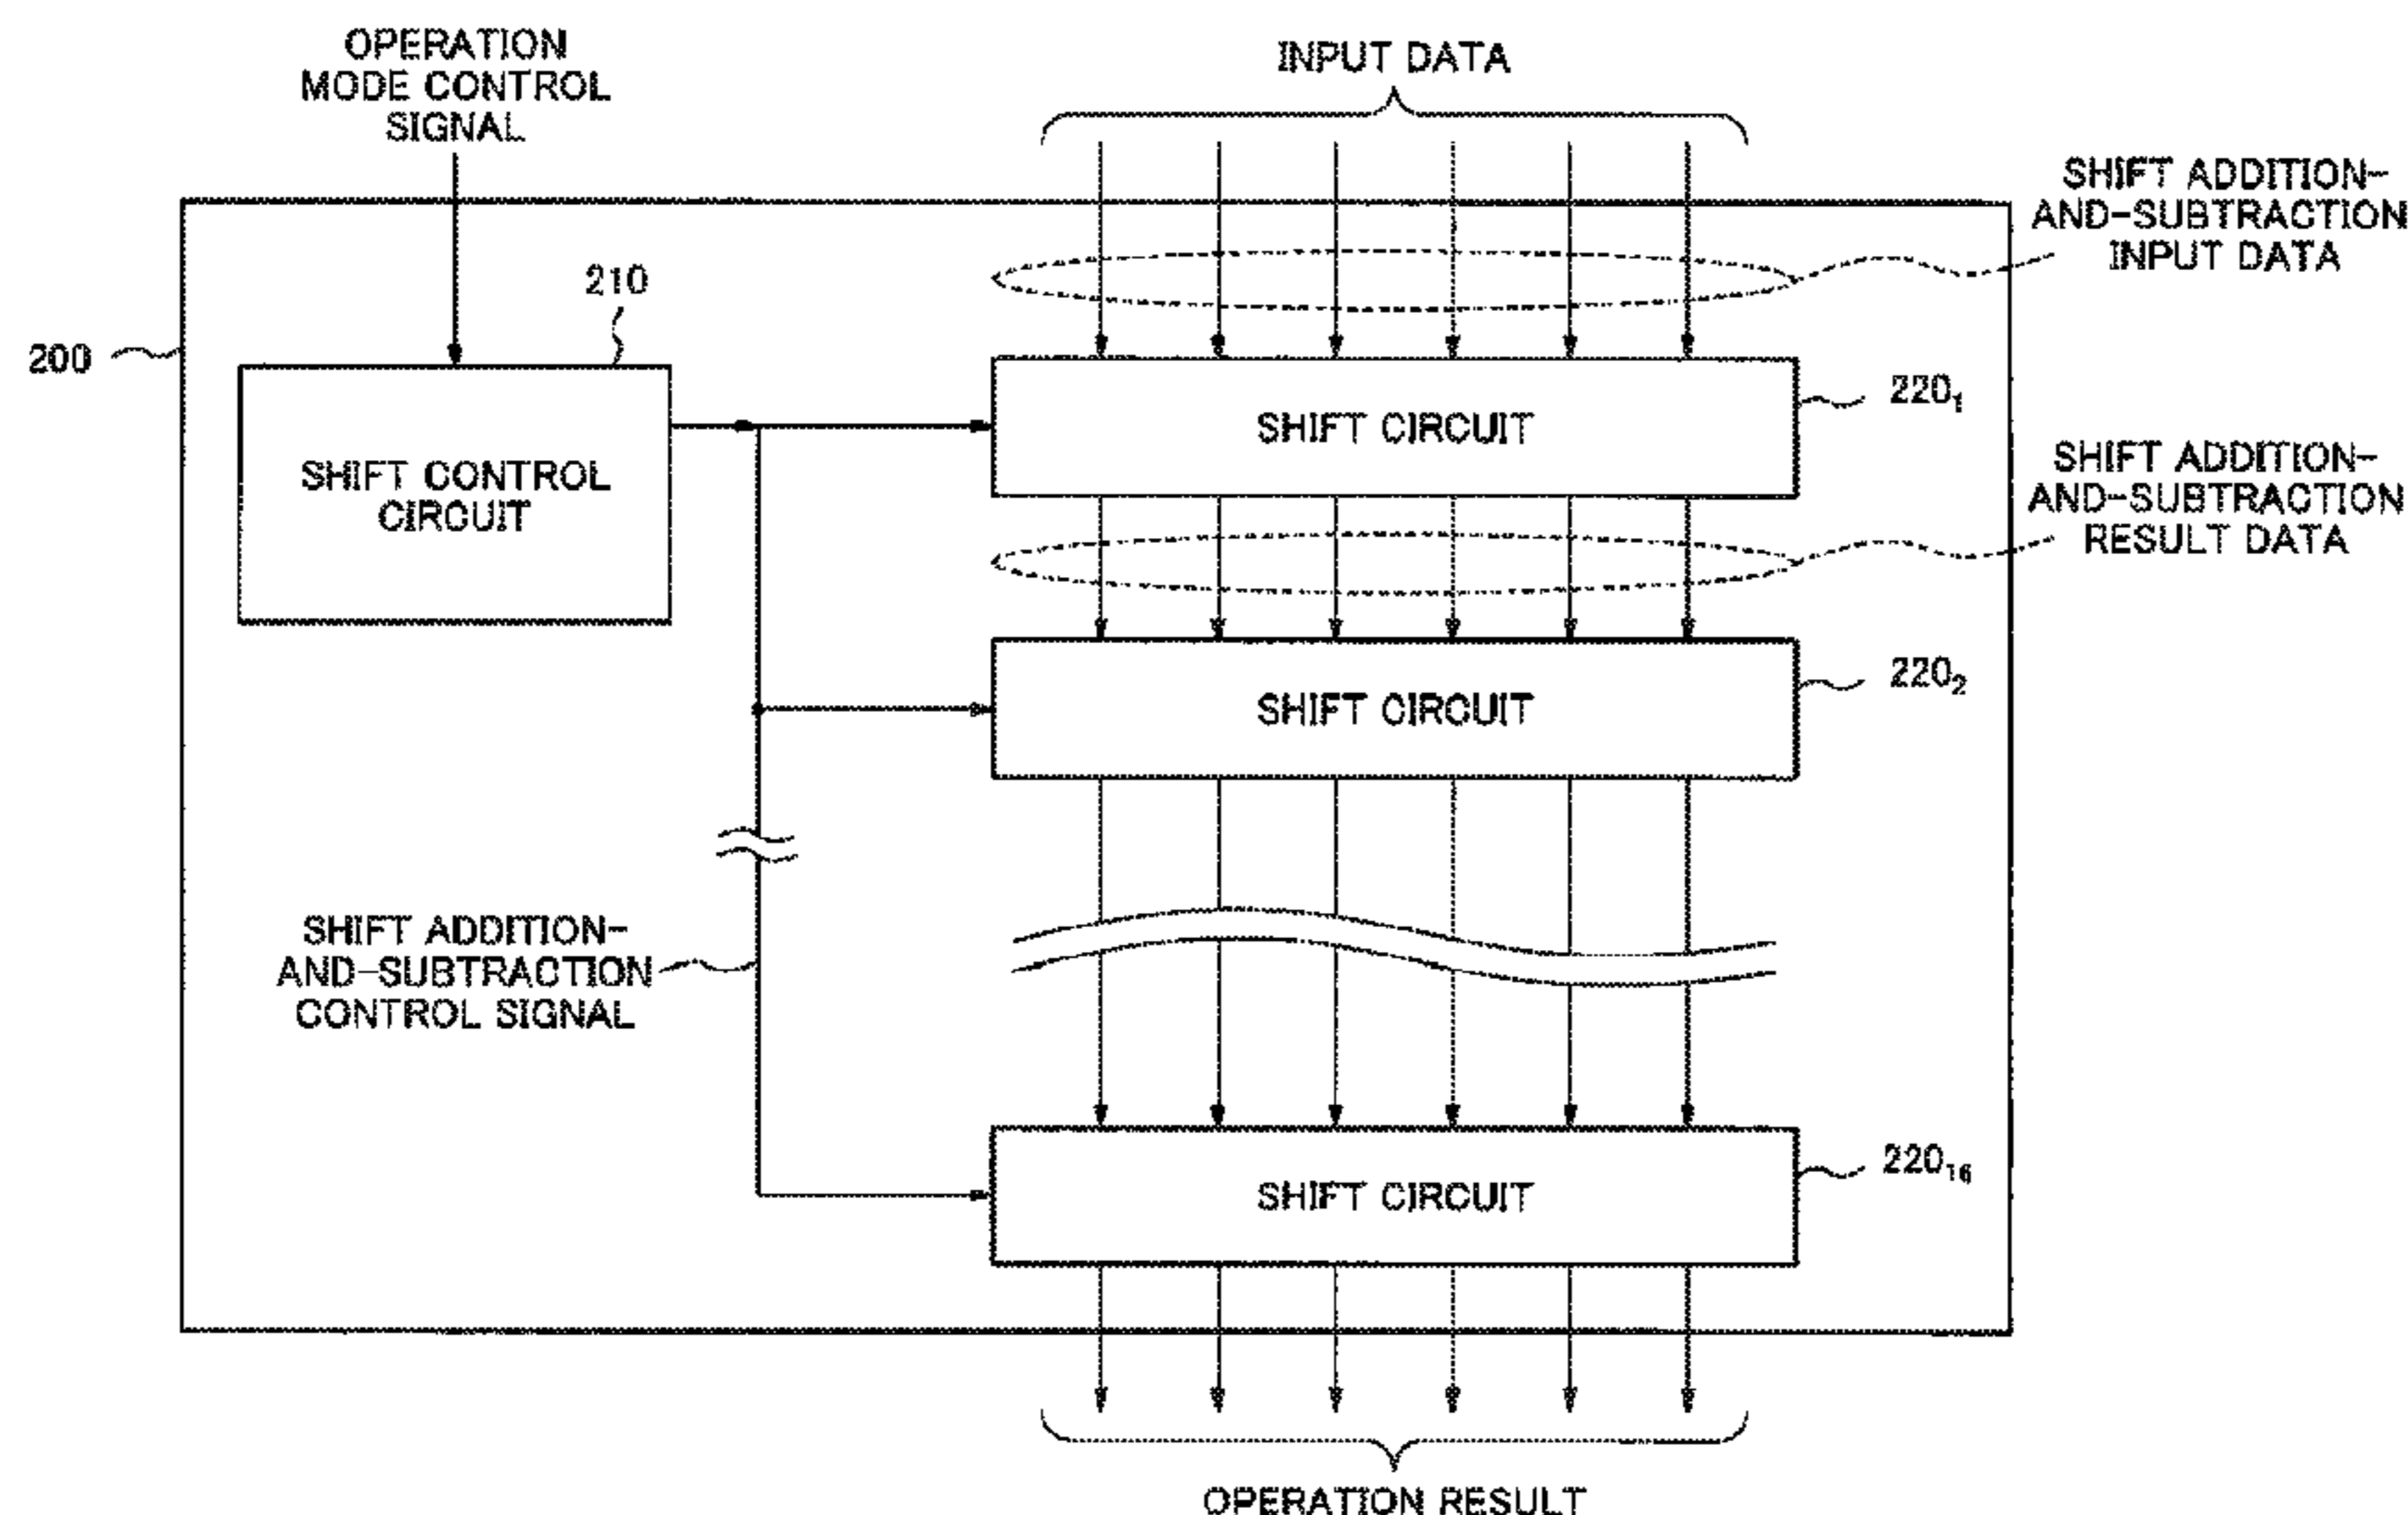 OPERATION
MODE CONTROL
SIGNAL
INPUT DATA
SHIFT ADDITION-
AND-SUBTRACTION
INPUT DATA
210
200
SHIFT CONTROL
CIRCUIT
SHIFT CIRCUIT
220₁
SHIFT ADDITION-
AND-SUBTRACTION
RESULT DATA
SHIFT CIRCUIT
220₂
SHIFT ADDITION-
AND-SUBTRACTION
CONTROL SIGNAL
SHIFT CIRCUIT
220₁₆
OPERATION RESULT